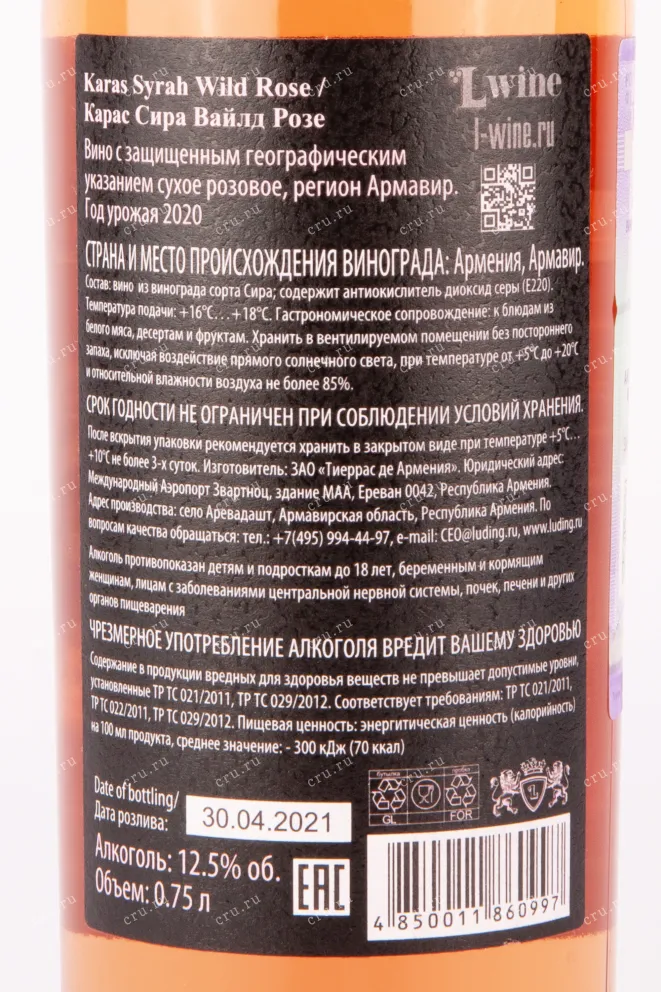 Karas Syrah Wild Rose /
Карас Сира Вайлд Розе
Lwine
l-wine.ru
Вино с защищенным географическим
указанием сухое розовое, регион Армавир.
Год урожая 2020
СТРАНА И МЕСТО ПРОИСХОЖДЕНИЯ ВИНОГРАДА: Армения, Армавир.
Состав: вино из винограда сорта Сира; содержит антиокислитель диоксид серы (Е220).
Температура подачи: +16°С…+18°С. Гастрономическое сопровождение: к блюдам из
белого мяса, десертам и фруктам. Хранить в вентилируемом помещении без постороннего
запаха, исключая воздействие прямого солнечного света, при температуре от +5°С до +20°С
и относительной влажности воздуха не более 85%.
СРОК ГОДНОСТИ НЕ ОГРАНИЧЕН ПРИ СОБЛЮДЕНИИ УСЛОВИЙ ХРАНЕНИЯ.
После вскрытия упаковки рекомендуется хранить в закрытом виде при температуре +5°С…
+10°С не более 3-х суток. Изготовитель: ЗАО «Тиеррас де Армения». Юридический адрес:
Международный Аэропорт Звартноц, здание МАА, Ереван 0042, Республика Армения.
Адрес производства: село Аревадашт, Армавирская область, Республика Армения. По
вопросам качества обращаться: тел.: +7(495) 994-44-97, e-mail: CEO@luding.ru, www.luding.ru
Алкоголь противопоказан детям и подросткам до 18 лет, беременным и кормящим
женщинам, лицам с заболеваниями центральной нервной системы, почек, печени и других
органов пищеварения
ЧРЕЗМЕРНОЕ УПОТРЕБЛЕНИЕ АЛКОГОЛЯ ВРЕДИТ ВАШЕМУ ЗДОРОВЬЮ
Содержание в продукции вредных для здоровья веществ не превышает допустимые уровни,
установленные ТР ТС 021/2011, ТР ТС 029/2012. Соответствует требованиям: ТР ТС 021/2011,
ТР ТС 022/2011, ТР ТС 029/2012. Пищевая ценность: энергитическая ценность (калорийность)
на 100 мл продукта, среднее значение: - 300 кДж (70 ккал)
Date of bottling/
Дата розлива:
30.04.2021
бутылка
пробка
GL
FOR
Алкоголь: 12.5% об.
Объем: 0.75 л
EAC
4 850011 860997
cru.ru